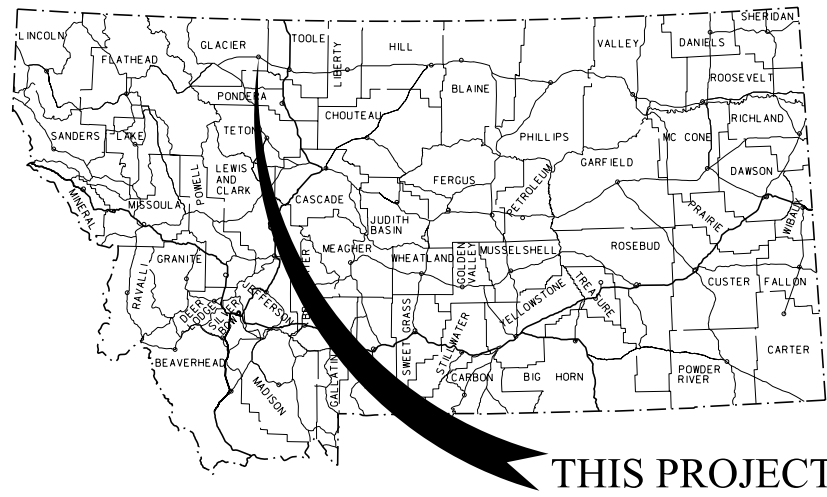 SHERIDAN
LINCOLN
GLACIER
TOOLE
LIBERTY
HILL
VALLEY
DANIELS
FLATHEAD
BLAINE
ROOSEVELT
PONDERA
CHOUTEAU
PHILLIPS
RICHLAND
SANDERS
LAKE
TETON
MC CONE
GARFIELD
DAWSON
LEWIS
AND
CLARK
POWELL
CASCADE
FERGUS
PETROLEUM
MINERAL
MISSOULA
JUDITH
BASIN
PRAIRIE
WIBAUX
MEAGHER
WHEATLAND
GOLDEN
VALLEY
MUSSELSHELL
ROSEBUD
GRANITE
RAVALLI
CUSTER
FALLON
TREASURE
YELLOWSTONE
JEFFERSON
DEER
LODGE
SILVER
BOW
SWEET GRASS
STILLWATER
CARTER
BEAVERHEAD
MADISON
GALLATIN
CARBON
BIG HORN
POWDER
RIVER
THIS PROJECT